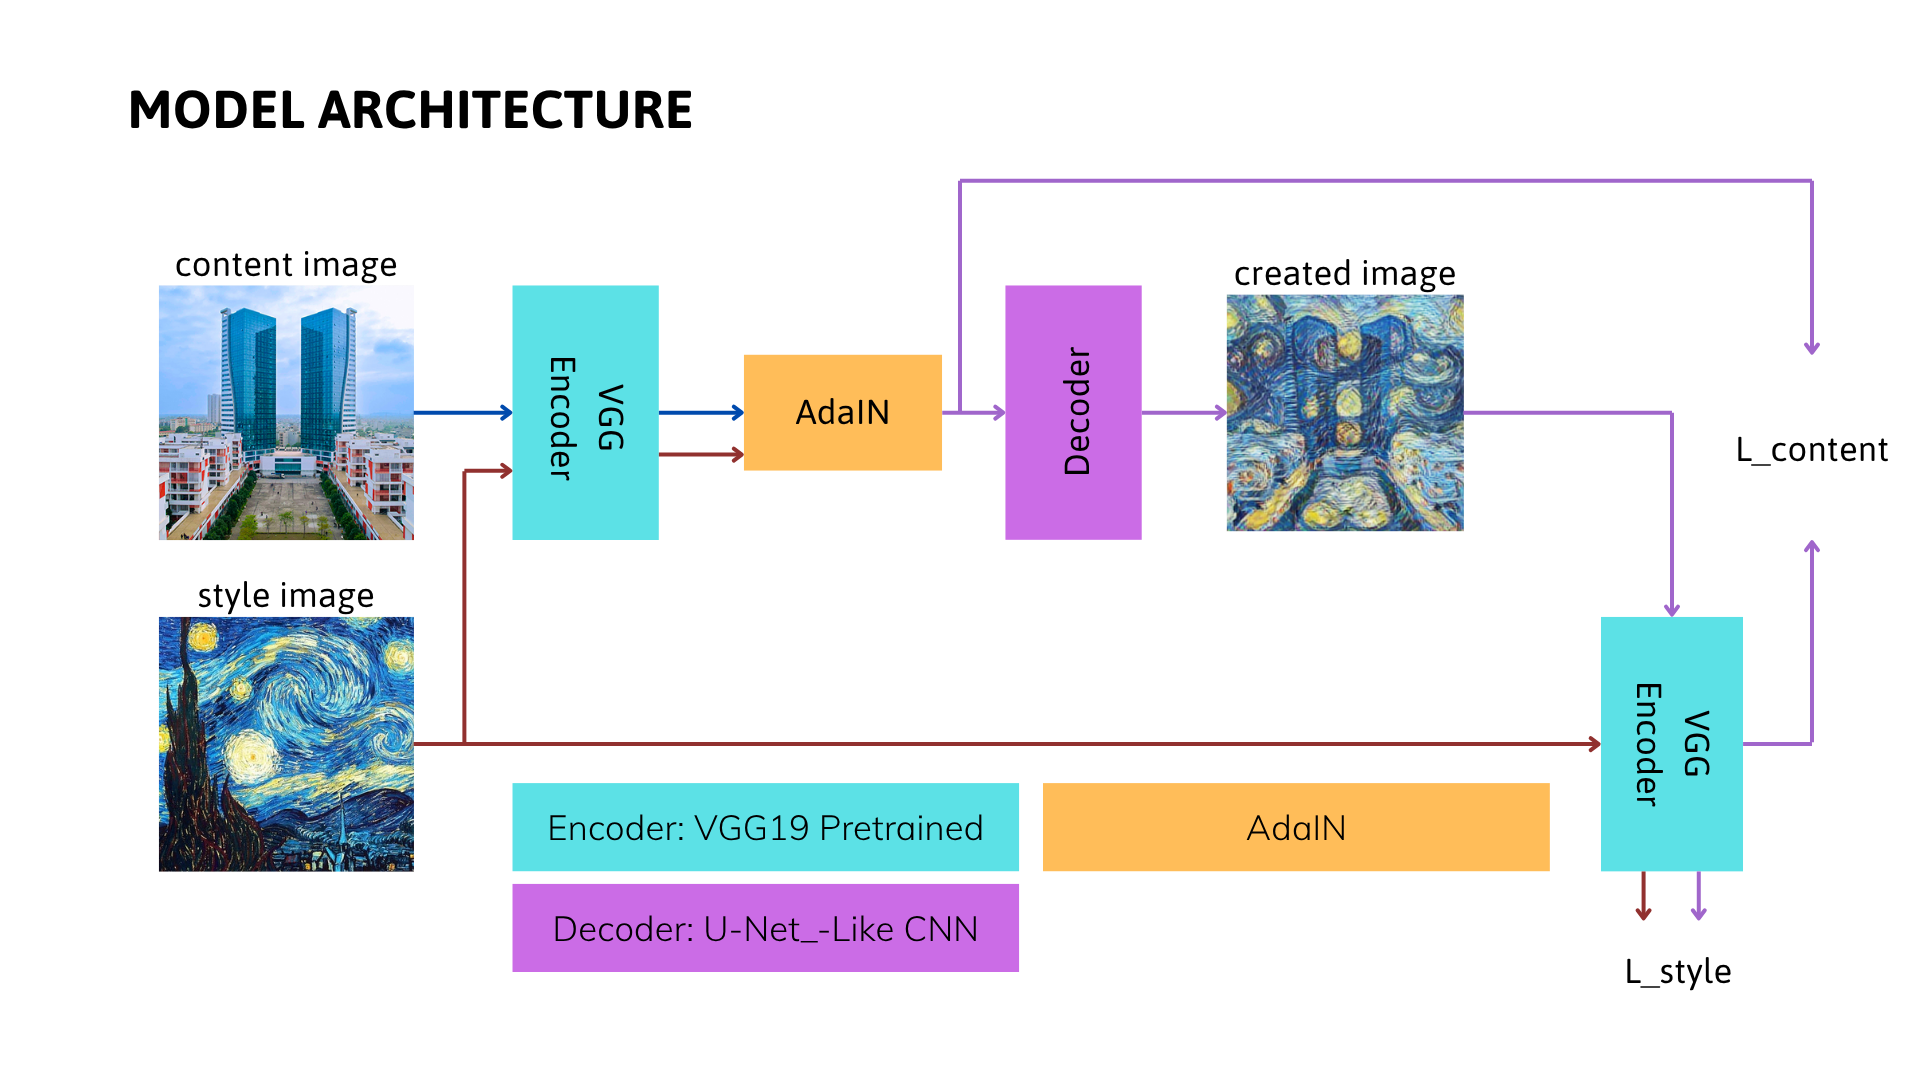 MODEL ARCHITECTURE
content image
created image
VGG
Encoder
AdaIN
Decoder
L_content
style image
VGG
Encoder
Encoder: VGG19 Pretrained
AdaIN
Decoder: U-Net_-Like CNN
L_style